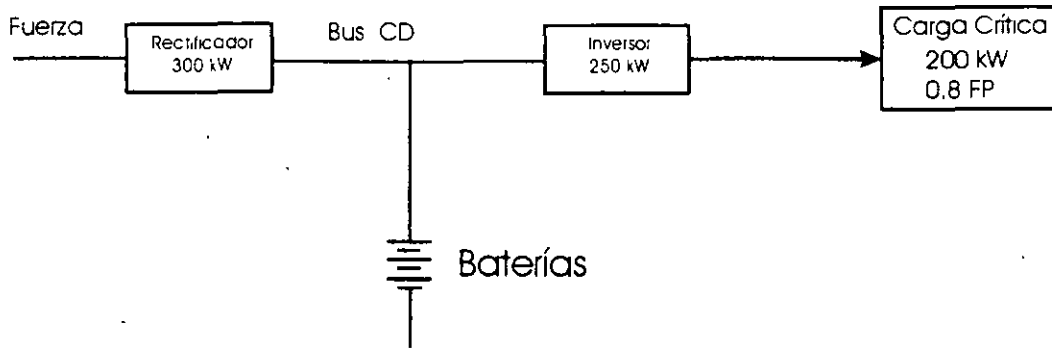 Fuerza
Rectificador
300 kW
Bus CD
Inversor
250 kW
Carga Crítica
200 kW
0.8 FP
Baterías